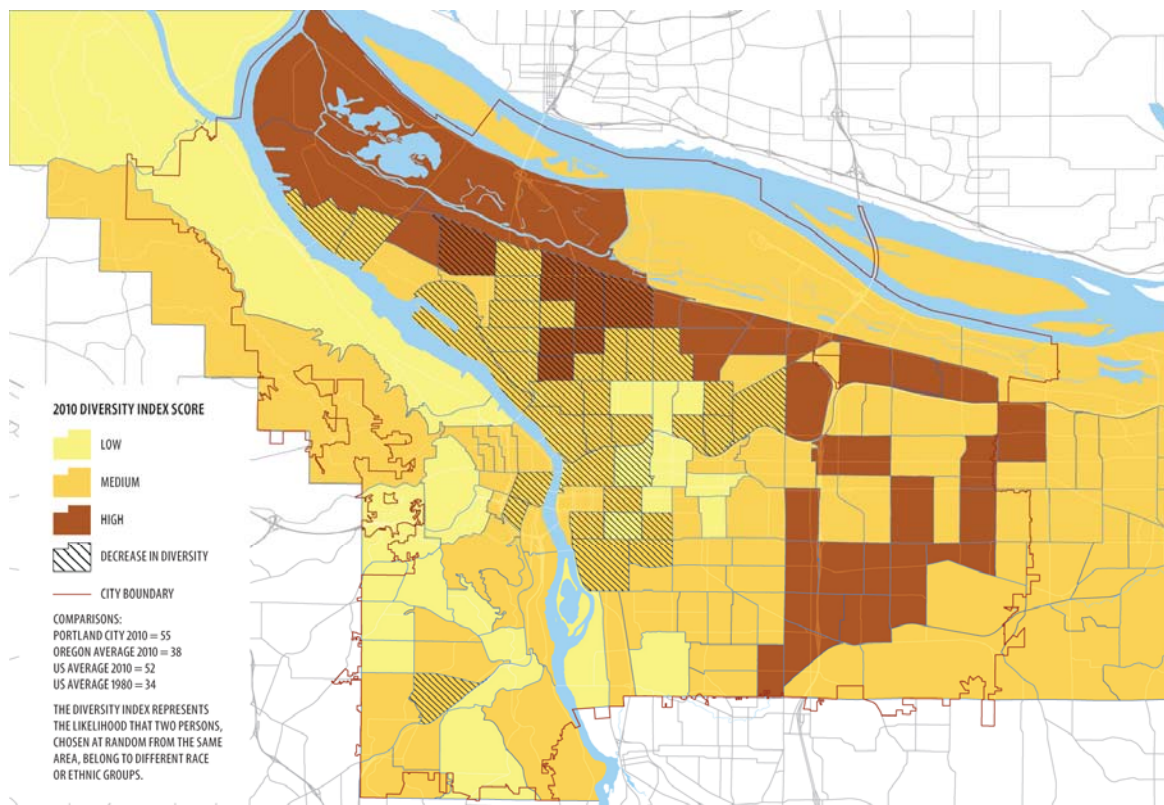 2010 DIVERSITY INDEX SCORE
LOW
MEDIUM
HIGH
DECREASE IN DIVERSITY
CITY BOUNDARY
COMPARISONS:
PORTLAND CITY 2010 = 55
OREGON AVERAGE 2010 = 38
US AVERAGE 2010 = 52
US AVERAGE 1980 = 34
THE DIVERSITY INDEX REPRESENTS
THE LIKELIHOOD THAT TWO PERSONS,
CHOSEN AT RANDOM FROM THE SAME
AREA, BELONG TO DIFFERENT RACE
OR ETHNIC GROUPS.